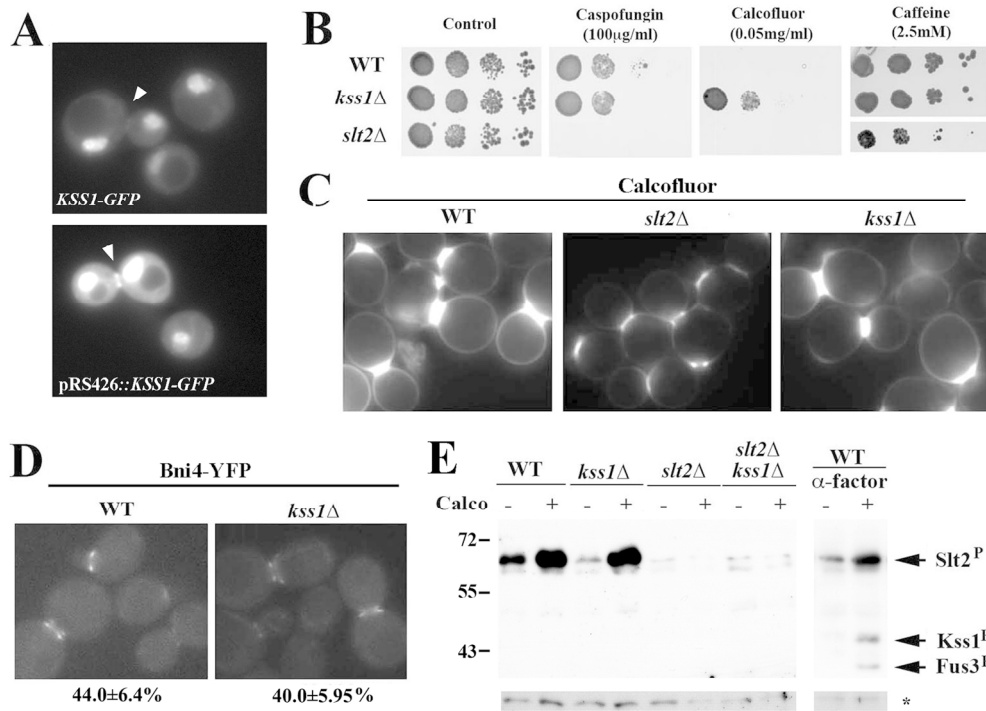 A
KSS1-GFP
pRS426::KSS1-GFP
B
Control
Caspofungin
(100µg/ml)
Calcofluor
(0.05mg/ml)
Caffeine
(2.5mM)
WT
kss1Δ
slt2Δ
C
Calcofluor
WT
slt2Δ
kss1Δ
D
Bni4-YFP
WT
kss1Δ
44.0±6.4%
40.0±5.95%
E
WT
kss1Δ
slt2Δ
slt2Δ
kss1Δ
WT
α-factor
Calco - + - + - + - + - +
72
55
43
Slt2ᴾ
Kss1ᴾ
Fus3
*